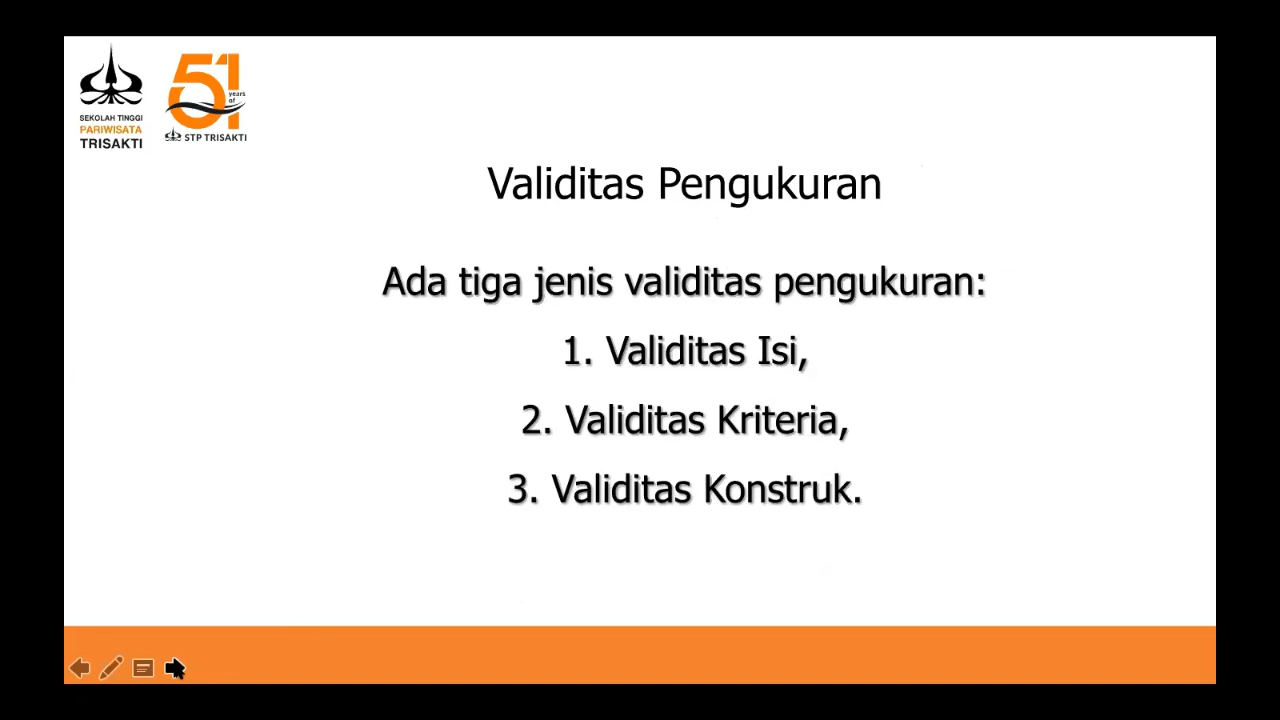 SEKOLAH TINGGI
PARIWISATA
TRISAKTI
51
years
of
STP TRISAKTI
Validitas Pengukuran
Ada tiga jenis validitas pengukuran:
1. Validitas Isi,
2. Validitas Kriteria,
3. Validitas Konstruk.